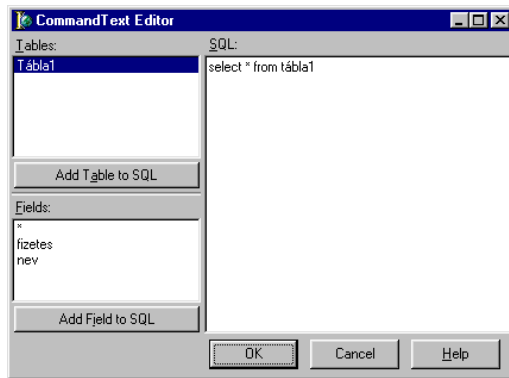 CommandText Editor
Tables:
Tábla1
Add Table to SQL
Fields:
*
fizetes
nev
Add Field to SQL
SQL:
select * from tábla1
OK
Cancel
Help